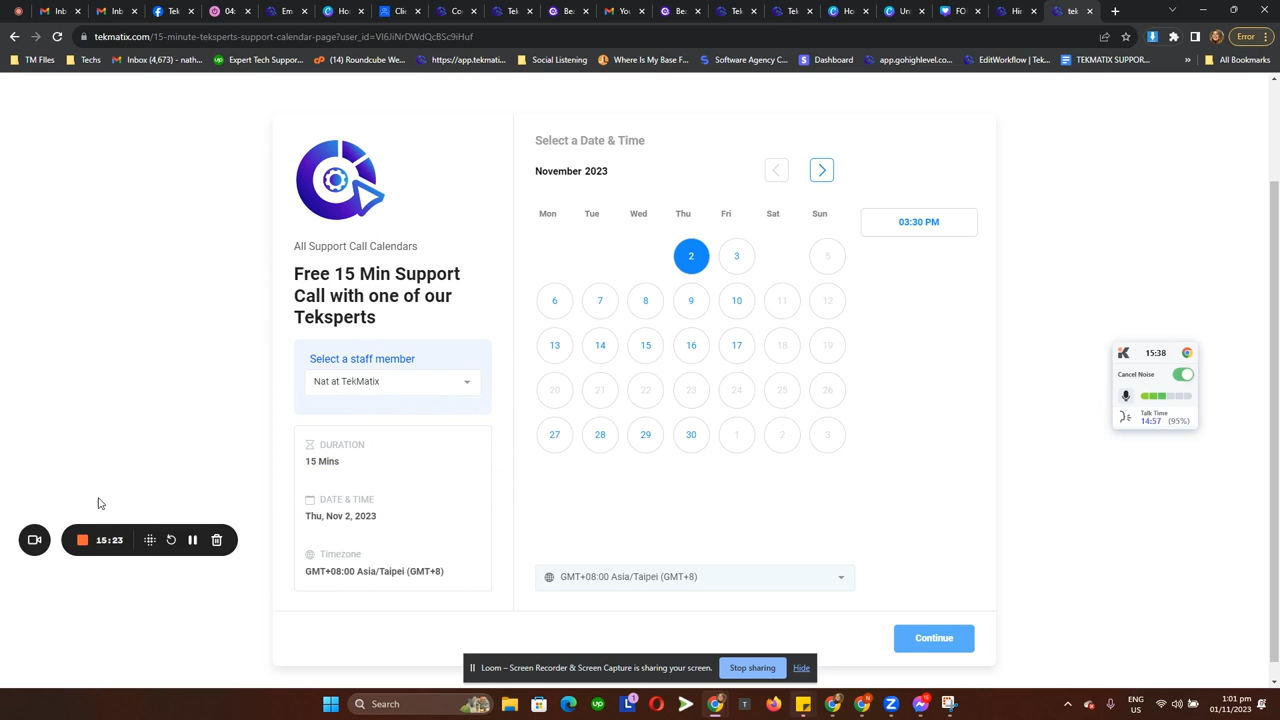 tekmatix.com/15-minute-teksperts-support-calendar-page?user_id=Vl6JiNrDWdQcBSc9iHuf
Error
TM FIles
Techs
Inbox (4,673) – nath...
Expert Tech Suppor...
(14) Roundcube We...
https://app.tekmati...
Social Listening
Where Is My Base F...
Software Agency C...
Dashboard
app.gohighlevel.co...
EditWorkflow | Tek...
TEKMATIX SUPPOR...
»
All Bookmarks
tek
All Support Call Calendars
Free 15 Min Support
Call with one of our
Teksperts
Select a staff member
Nat at TekMatix
DURATION
15 Mins
DATE & TIME
Thu, Nov 2, 2023
Timezone
GMT+08:00 Asia/Taipei (GMT+8)
Select a Date & Time
November 2023
Mon Tue Wed Thu Fri Sat Sun
2 3 5
6 7 8 9 10 11 12
13 14 15 16 17 18 19
20 21 22 23 24 25 26
27 28 29 30 1 2 3
03:30 PM
GMT+08:00 Asia/Taipei (GMT+8)
Continue
15:38
Cancel Noise
Talk Time
14:57 (95%)
15:23
Loom – Screen Recorder & Screen Capture is sharing your screen.
Stop sharing
Hide
Search
ENG
US
1:01 pm
01/11/2023